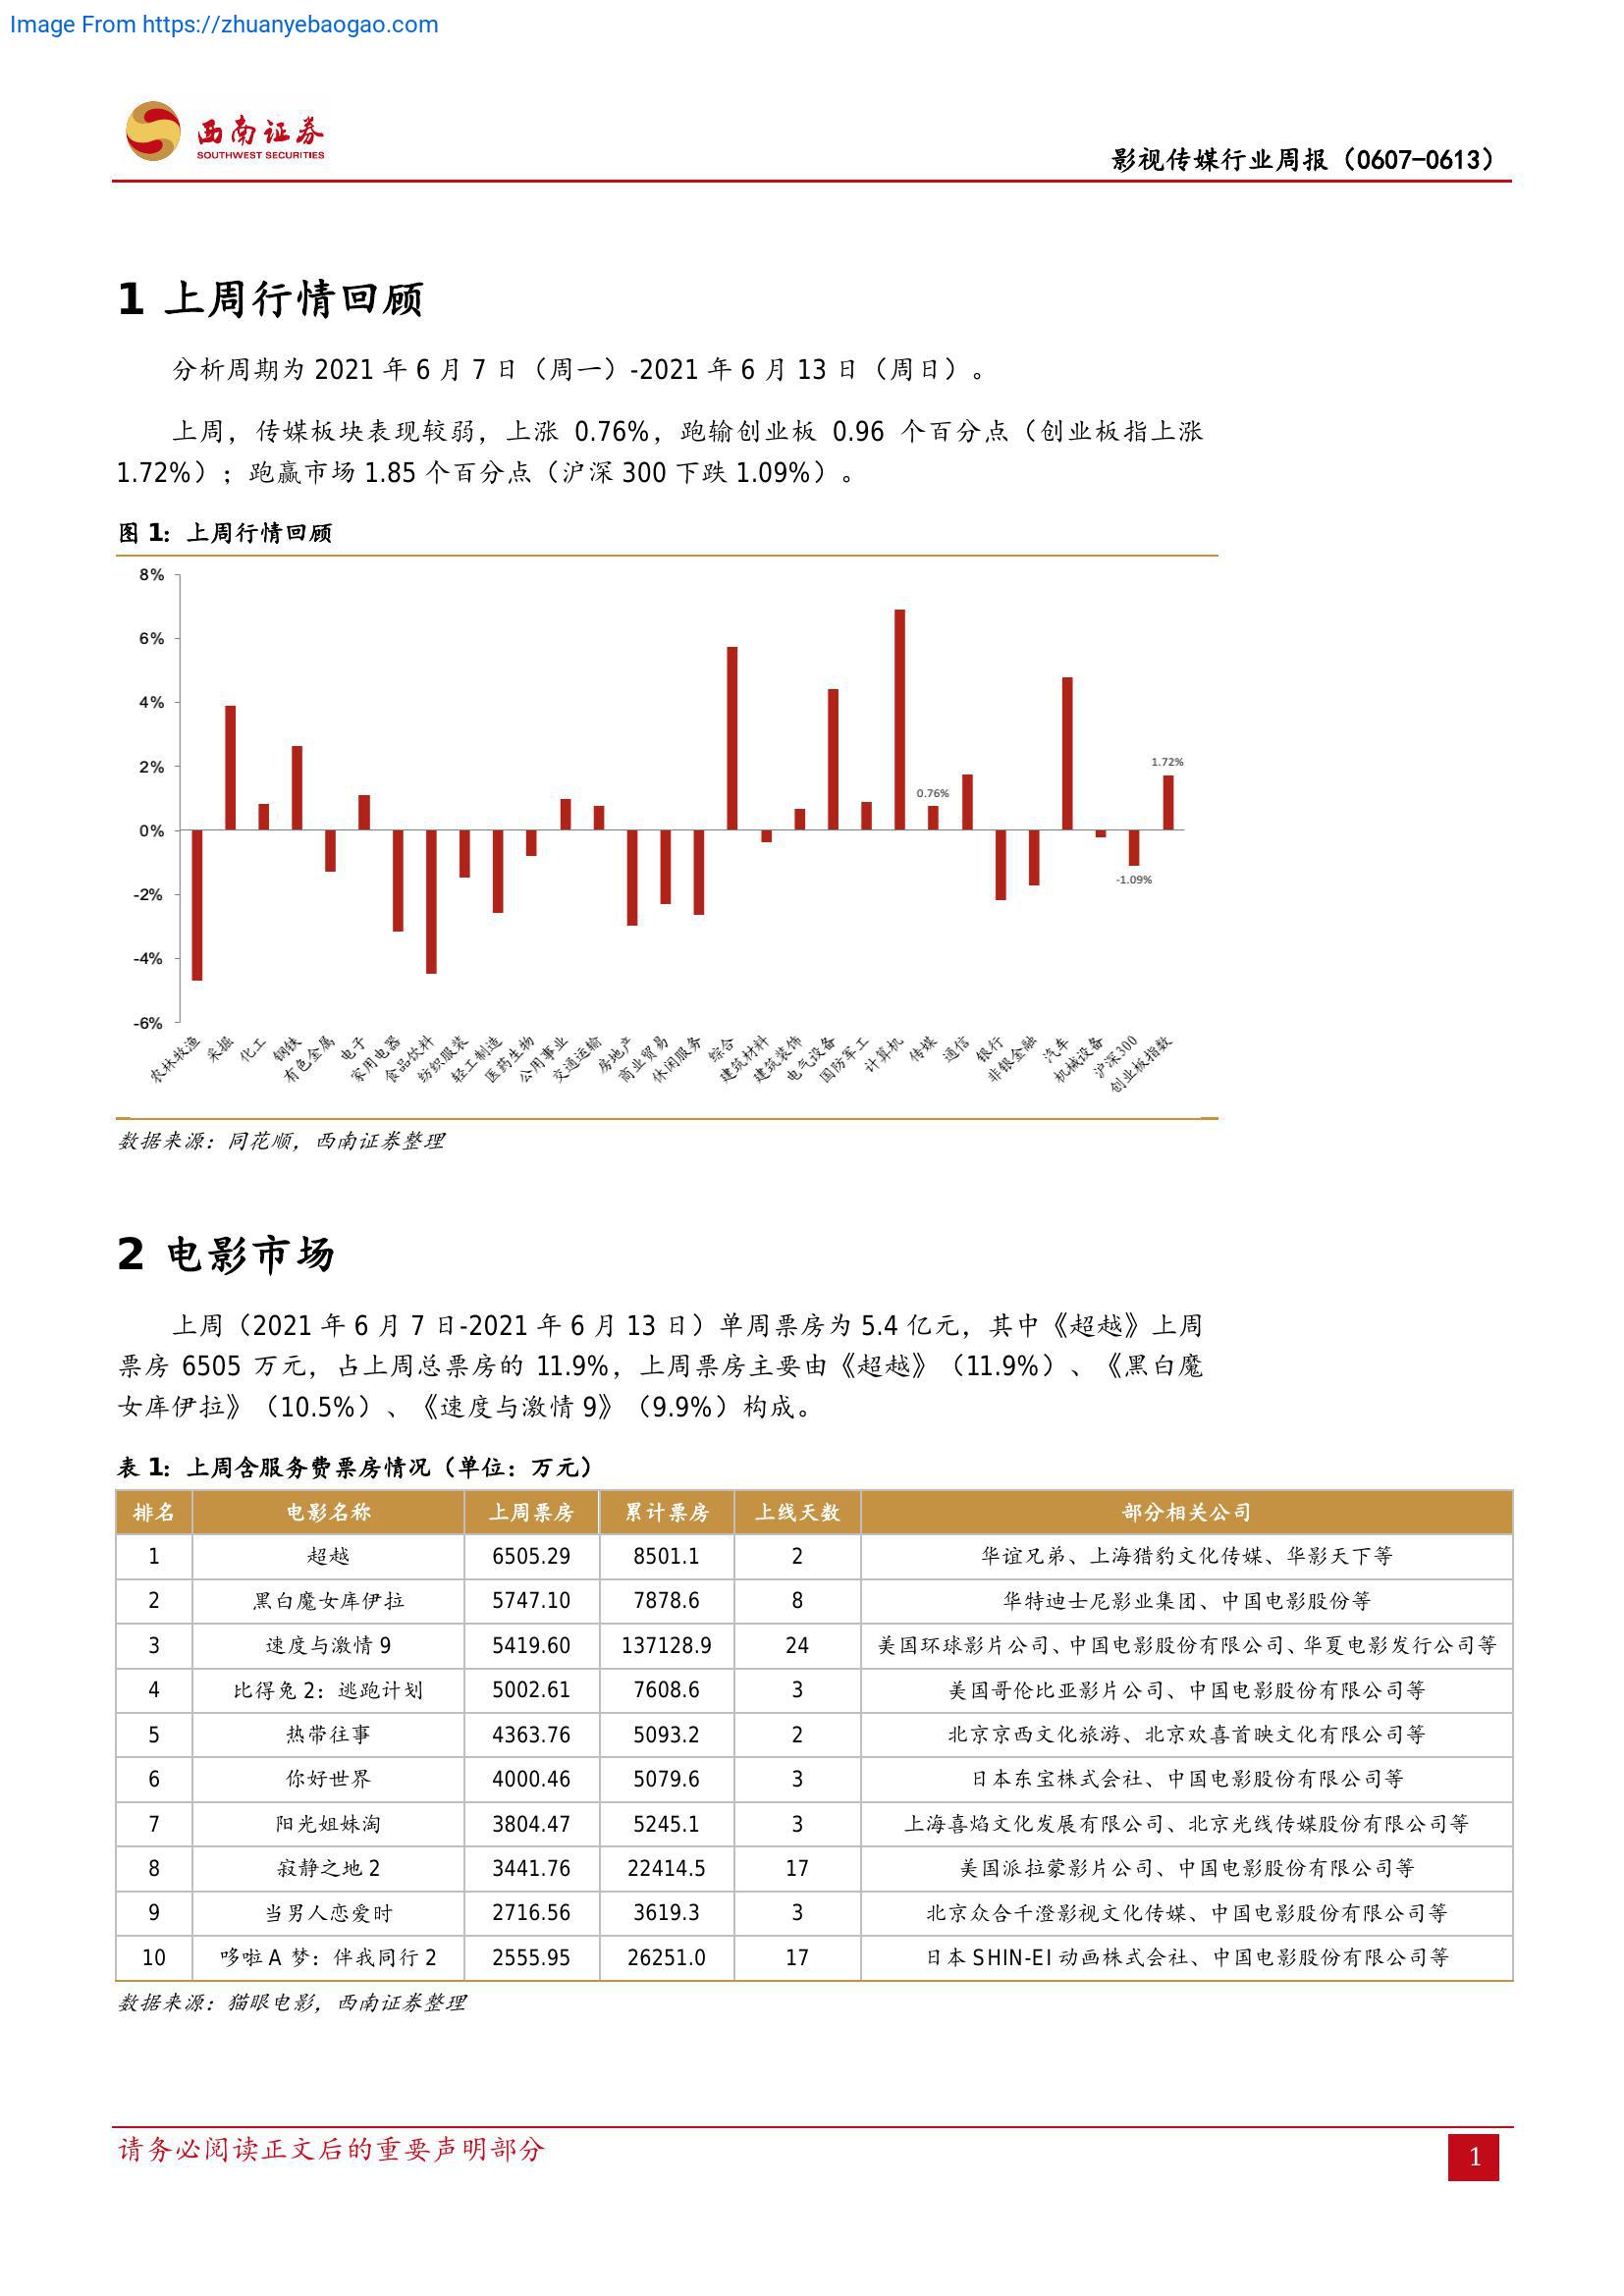 Image From https://zhuanyebaogao.com
西南证券
SOUTHWEST SECURITIES
影视传媒行业周报（0607-0613）
1 上周行情回顾
分析周期为 2021 年 6 月 7 日（周一）-2021 年 6 月 13 日（周日）。
上周，传媒板块表现较弱，上涨 0.76%，跑输创业板 0.96 个百分点（创业板指上涨
1.72%）；跑赢市场 1.85 个百分点（沪深 300 下跌 1.09%）。
图 1：上周行情回顾
8%
6%
4%
2%
0%
-2%
-4%
-6%
1.72%
0.76%
-1.09%
农林牧渔 采掘 化工 钢铁 有色金属 电子 家用电器 食品饮料 纺织服装 轻工制造 医药生物 公用事业 交通运输 房地产 商业贸易 休闲服务 综合 建筑材料 建筑装饰 电气设备 国防军工 计算机 传媒 通信 银行 非银金融 汽车 机械设备 沪深300 创业板指数
数据来源：同花顺，西南证券整理
2 电影市场
上周（2021 年 6 月 7 日-2021 年 6 月 13 日）单周票房为 5.4 亿元，其中《超越》上周
票房 6505 万元，占上周总票房的 11.9%，上周票房主要由《超越》（11.9%）、《黑白魔
女库伊拉》（10.5%）、《速度与激情 9》（9.9%）构成。
表 1：上周含服务费票房情况（单位：万元）
排名 电影名称 上周票房 累计票房 上线天数 部分相关公司
1 超越 6505.29 8501.1 2 华谊兄弟、上海猎豹文化传媒、华影天下等
2 黑白魔女库伊拉 5747.10 7878.6 8 华特迪士尼影业集团、中国电影股份等
3 速度与激情 9 5419.60 137128.9 24 美国环球影片公司、中国电影股份有限公司、华夏电影发行公司等
4 比得兔 2：逃跑计划 5002.61 7608.6 3 美国哥伦比亚影片公司、中国电影股份有限公司等
5 热带往事 4363.76 5093.2 2 北京京西文化旅游、北京欢喜首映文化有限公司等
6 你好世界 4000.46 5079.6 3 日本东宝株式会社、中国电影股份有限公司等
7 阳光姐妹淘 3804.47 5245.1 3 上海喜焰文化发展有限公司、北京光线传媒股份有限公司等
8 寂静之地 2 3441.76 22414.5 17 美国派拉蒙影片公司、中国电影股份有限公司等
9 当男人恋爱时 2716.56 3619.3 3 北京众合千澄影视文化传媒、中国电影股份有限公司等
10 哆啦 A 梦：伴我同行 2 2555.95 26251.0 17 日本 SHIN-EI 动画株式会社、中国电影股份有限公司等
数据来源：猫眼电影，西南证券整理
请务必阅读正文后的重要声明部分
1